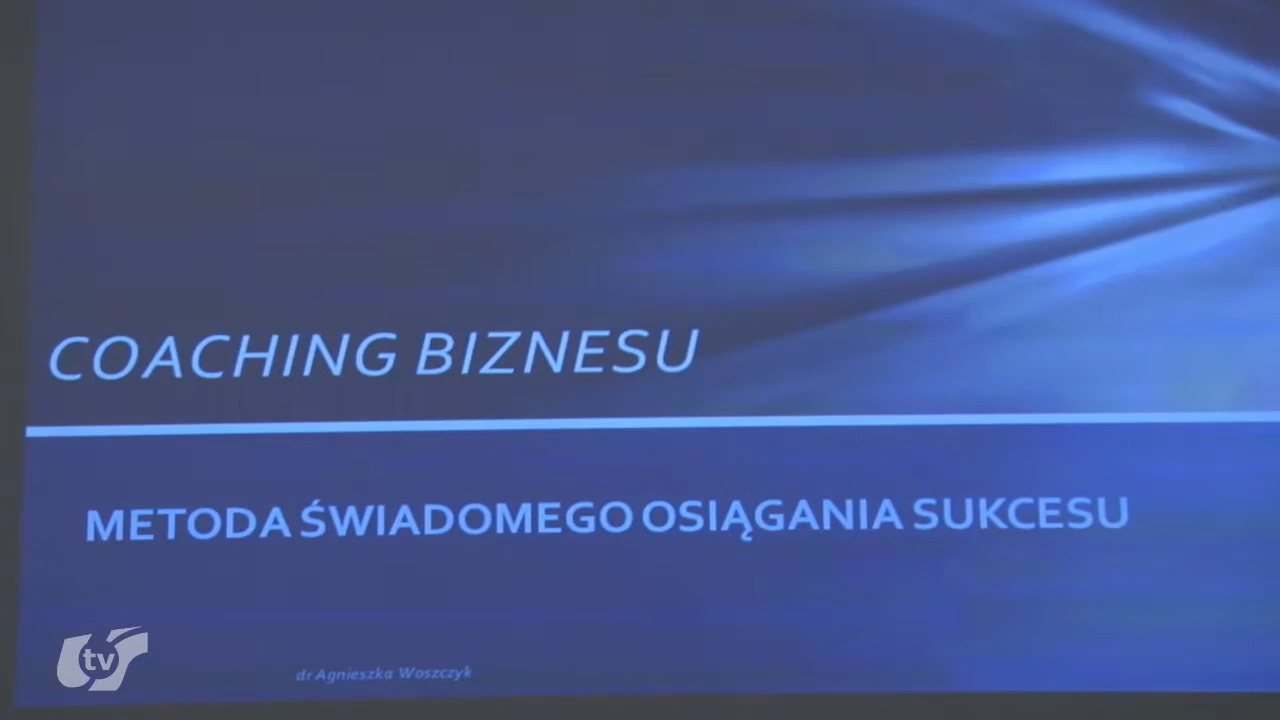 COACHING BIZNESU
METODA ŚWIADOMEGO OSIĄGANIA SUKCESU
dr Agnieszka Woszczyk
tv